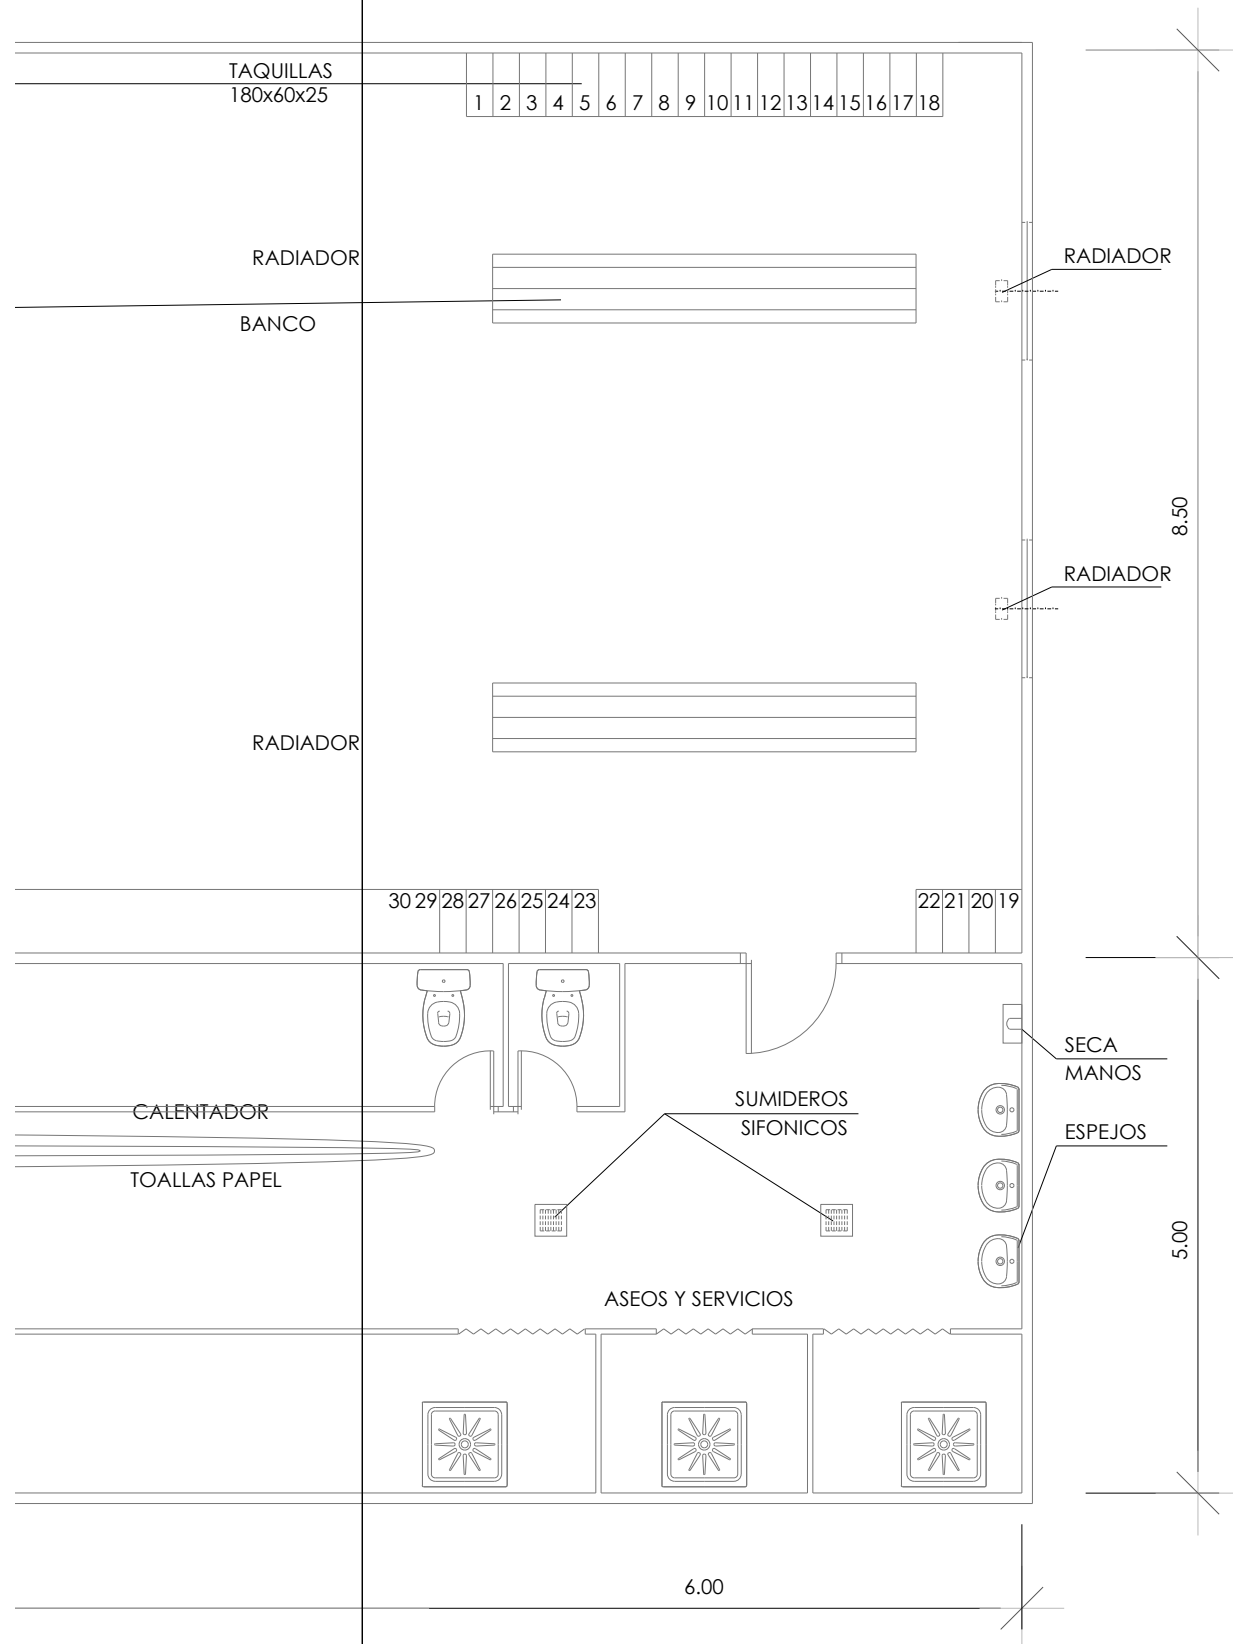 TAQUILLAS
180x60x25
1 2 3 4 5 6 7 8 9 10 11 12 13 14 15 16 17 18
RADIADOR
RADIADOR
BANCO
8.50
RADIADOR
RADIADOR
30 29 28 27 26 25 24 23
22 21 20 19
SECA
MANOS
CALENTADOR
SUMIDEROS
SIFONICOS
ESPEJOS
TOALLAS PAPEL
5.00
ASEOS Y SERVICIOS
6.00